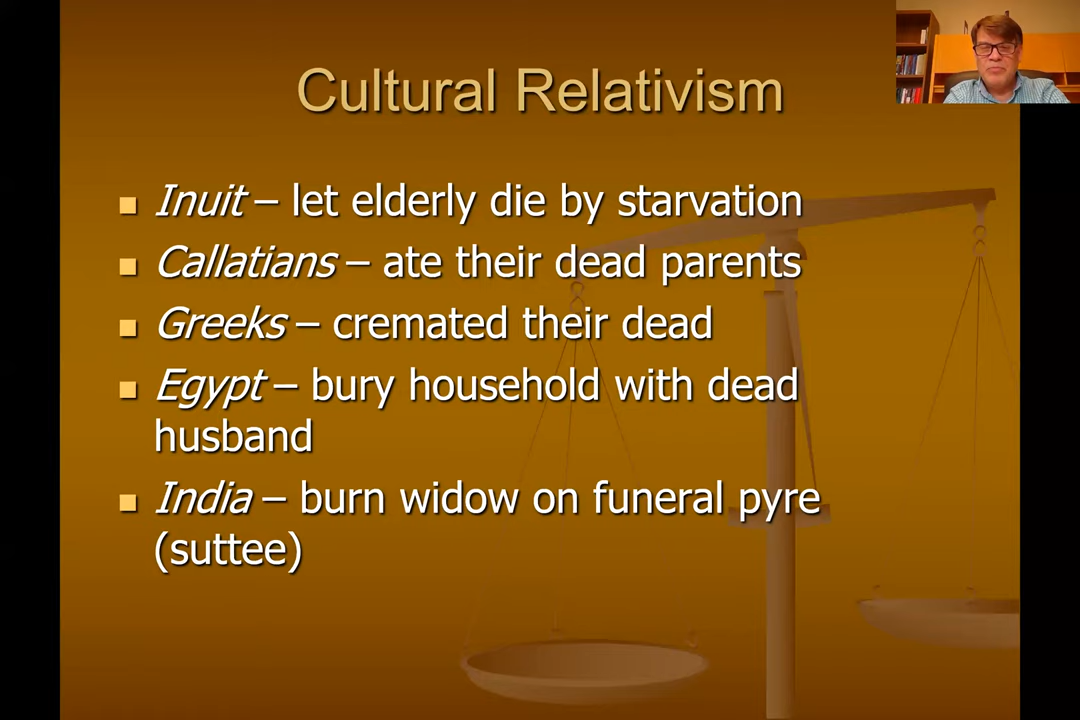 Cultural Relativism
Inuit – let elderly die by starvation
Callatians – ate their dead parents
Greeks – cremated their dead
Egypt – bury household with dead
husband
India – burn widow on funeral pyre
(suttee)